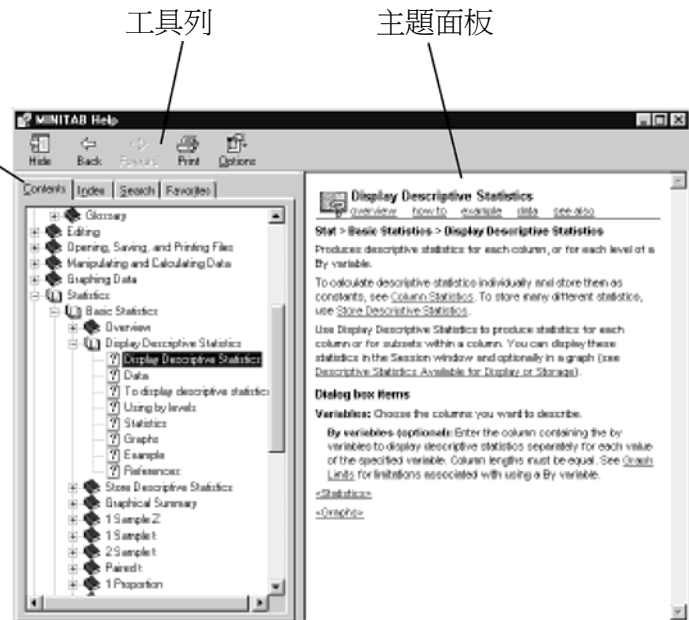 工具列
主題面板
MINITAB Help
Hide Back Forward Print Options
Contents Index Search Favorites
Glossary
Editing
Opening, Saving, and Printing Files
Manipulating and Calculating Data
Graphing Data
Statistics
Basic Statistics
Overview
Display Descriptive Statistics
Display Descriptive Statistics
Data
To display descriptive statistics
Using by levels
Statistics
Graphs
Example
References
Store Descriptive Statistics
Graphical Summary
1 Sample Z
1 Sample t
2 Sample t
Paired t
1 Proportion
Display Descriptive Statistics
overview how to example data see also
Stat > Basic Statistics > Display Descriptive Statistics
Produces descriptive statistics for each column, or for each level of a
By variable.
To calculate descriptive statistics individually and store them as
constants, see Column Statistics. To store many different statistics,
use Store Descriptive Statistics.
Use Display Descriptive Statistics to produce statistics for each
column or for subsets within a column. You can display these
statistics in the Session window and optionally in a graph (see
Descriptive Statistics Available for Display or Storage).
Dialog box items
Variables: Choose the columns you want to describe.
By variables (optional): Enter the column containing the by
variables to display descriptive statistics separately for each value
of the specified variable. Column lengths must be equal. See Graph
Limits for limitations associated with using a By variable.
<Statistics>
<Graphs>